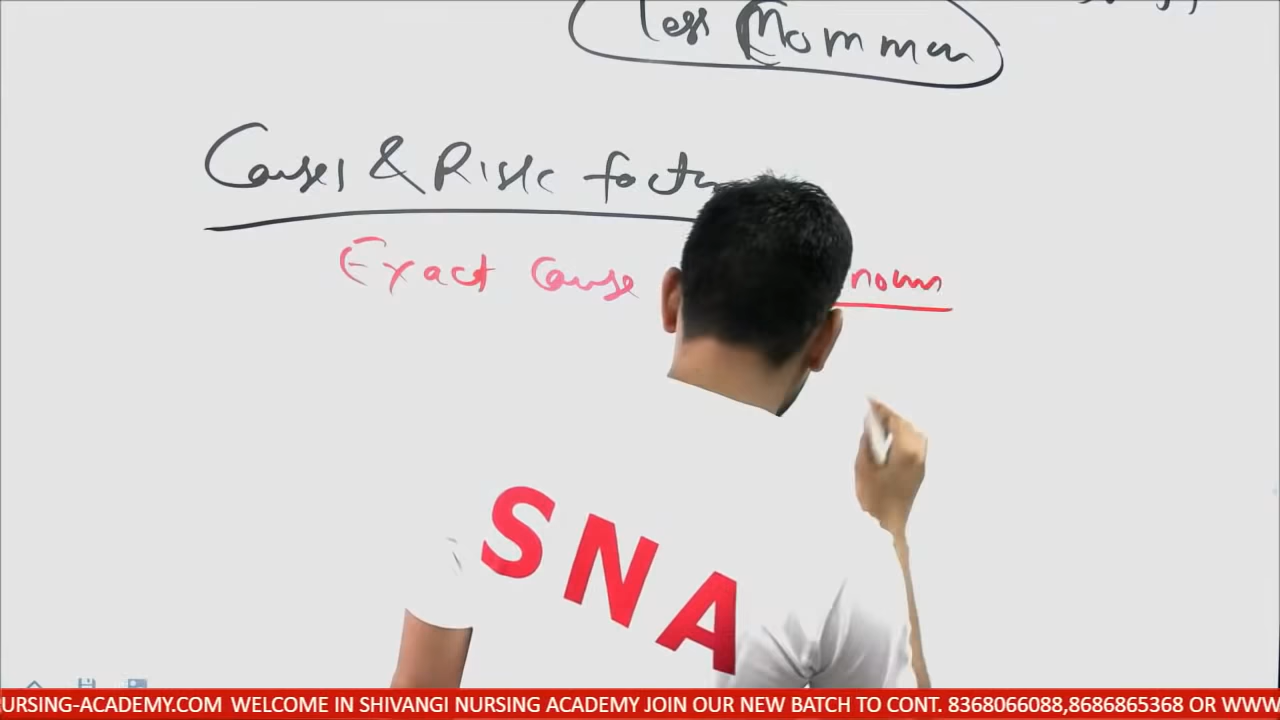 less Common
Causes & Risk facto
Exact Cause nown
SNA
URSING-ACADEMY.COM WELCOME IN SHIVANGI NURSING ACADEMY JOIN OUR NEW BATCH TO CONT. 8368066088,8686865368 OR WWW